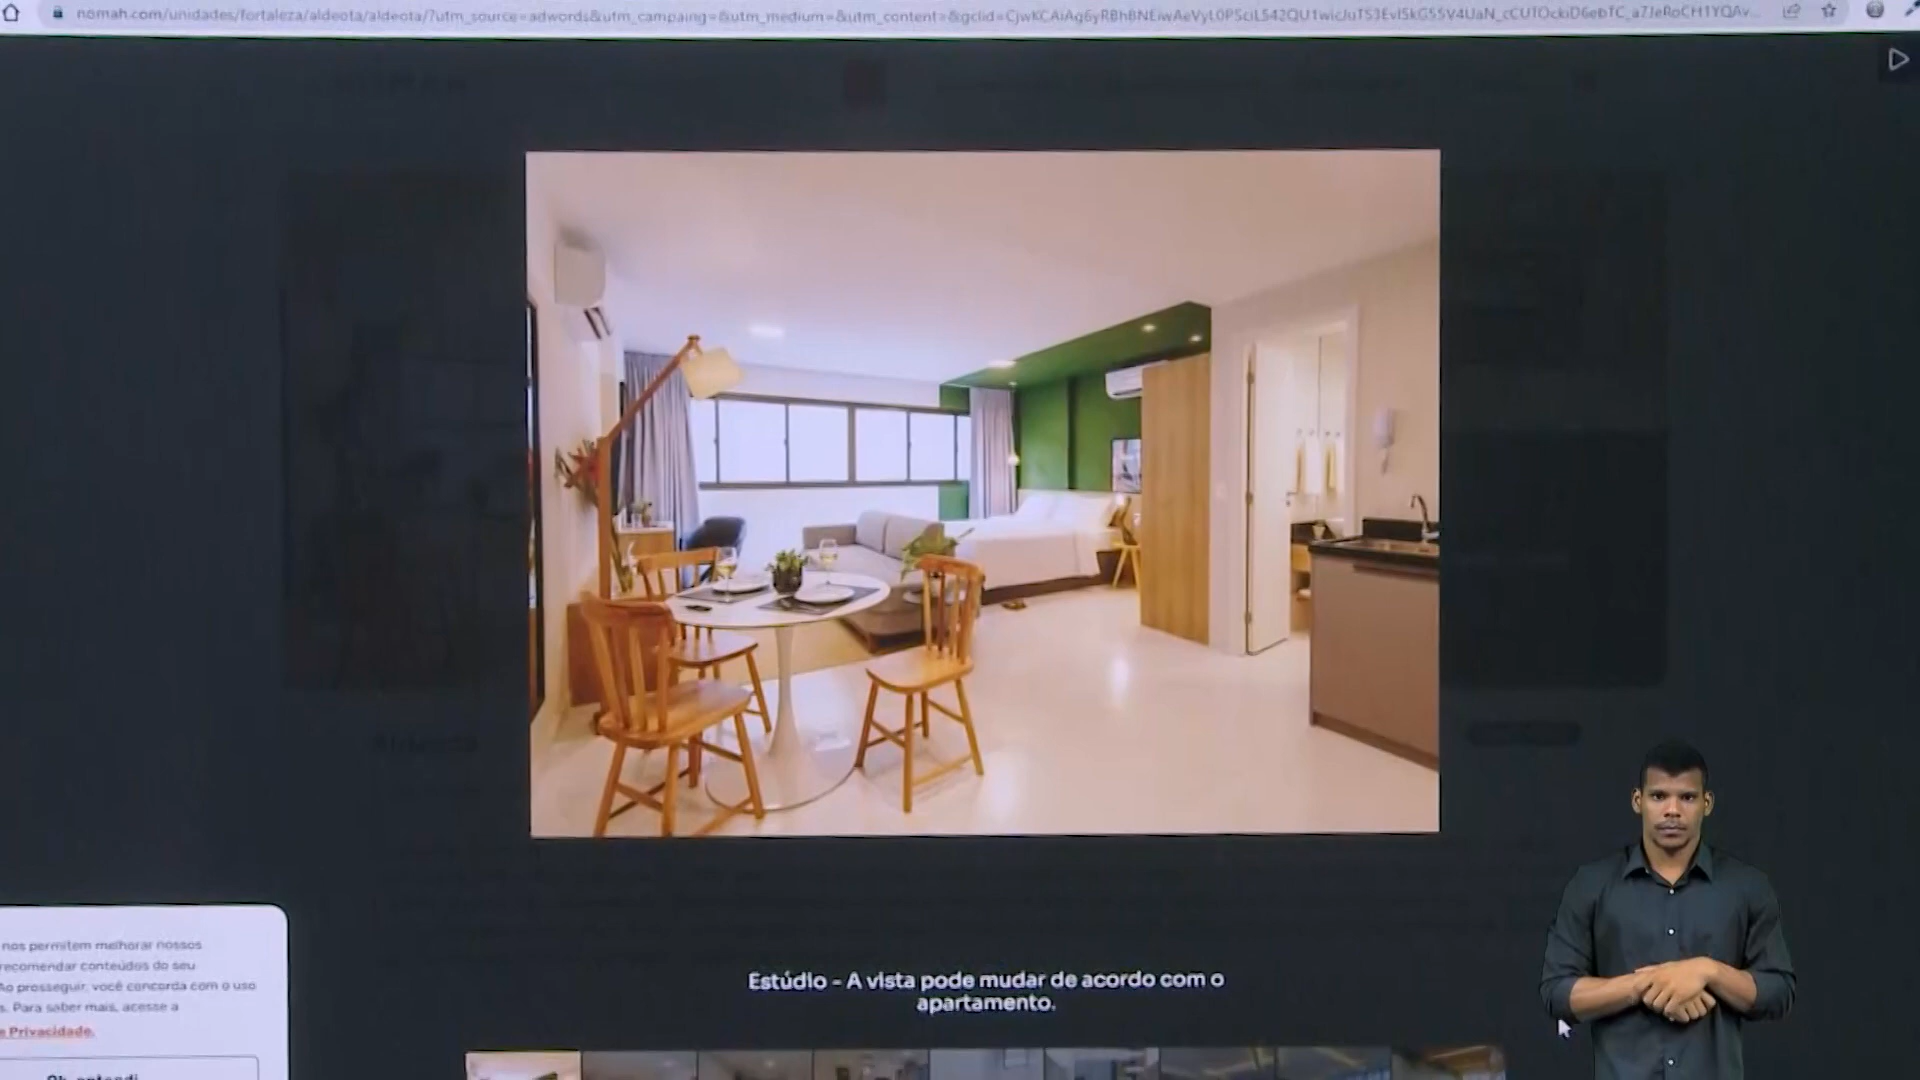 nomah.com/unidades/fortaleza/aldeota/aldeota/?utm_source=adwords&utm_campaing=&utm_medium=&utm_content=&gclid=
Estúdio - A vista pode mudar de acordo com o
apartamento.
nos permitem melhorar nossos
recomendar conteúdos do seu
Ao prosseguir, você concorda com o uso
s. Para saber mais, acesse a
e Privacidade.
Ok, entendi